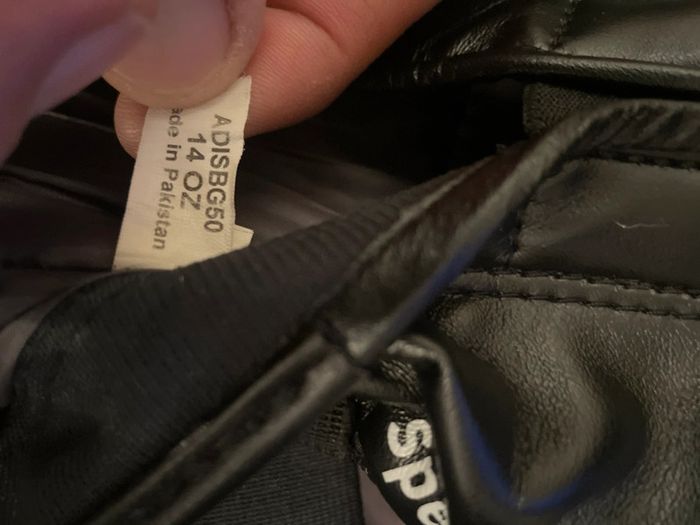 ADISBG50
14 OZ
ade in Pakistan
Spe